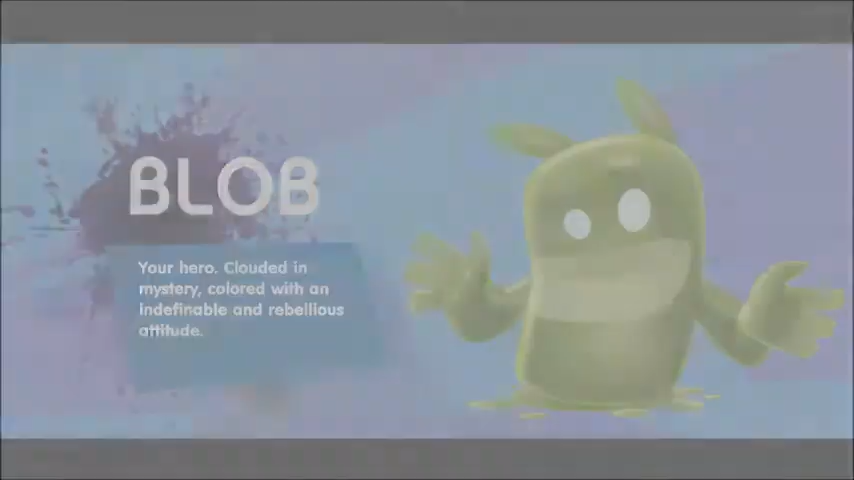 BLOB
Your hero. Clouded in
mystery, colored with an
indefinable and rebellious
attitude.